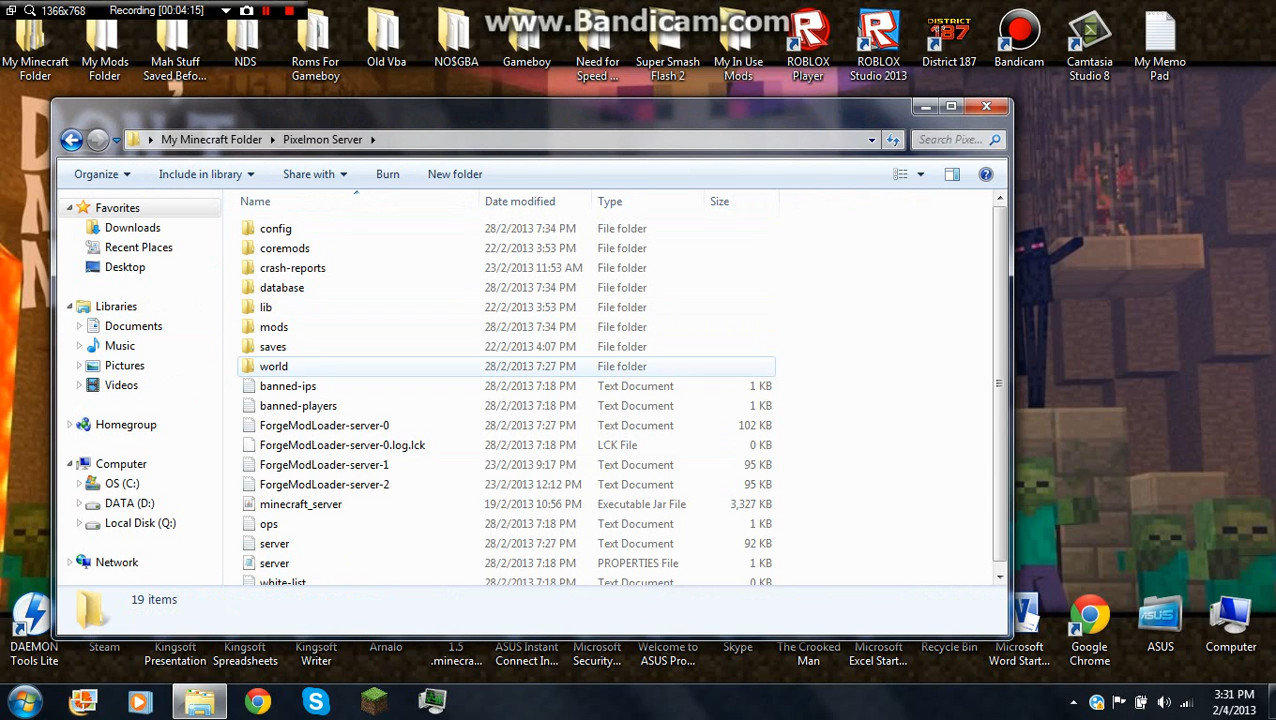 1366x768 Recording [00:04:15]
www.Bandicam.com
My Minecraft Folder
My Mods Folder
Mah Stuff Saved Befo...
NDS
Roms For Gameboy
Old Vba
NO$GBA
Gameboy
Need for Speed ...
Super Smash Flash 2
My In Use Mods
ROBLOX Player
ROBLOX Studio 2013
DISTRICT 187
District 187
Bandicam
Camtasia Studio 8
My Memo Pad
My Minecraft Folder Pixelmon Server
Search Pixe...
Organize Include in library Share with Burn New folder
Name Date modified Type Size
Favorites
Downloads
Recent Places
Desktop
Libraries
Documents
Music
Pictures
Videos
Homegroup
Computer
OS (C:)
DATA (D:)
Local Disk (Q:)
Network
config 28/2/2013 7:34 PM File folder
coremods 22/2/2013 3:53 PM File folder
crash-reports 23/2/2013 11:53 AM File folder
database 28/2/2013 7:34 PM File folder
lib 22/2/2013 3:53 PM File folder
mods 28/2/2013 7:34 PM File folder
saves 22/2/2013 4:07 PM File folder
world 28/2/2013 7:27 PM File folder
banned-ips 28/2/2013 7:18 PM Text Document 1 KB
banned-players 28/2/2013 7:18 PM Text Document 1 KB
ForgeModLoader-server-0 28/2/2013 7:27 PM Text Document 102 KB
ForgeModLoader-server-0.log.lck 28/2/2013 7:18 PM LCK File 0 KB
ForgeModLoader-server-1 23/2/2013 9:17 PM Text Document 95 KB
ForgeModLoader-server-2 23/2/2013 12:12 PM Text Document 95 KB
minecraft_server 19/2/2013 10:56 PM Executable Jar File 3,327 KB
ops 28/2/2013 7:18 PM Text Document 1 KB
server 28/2/2013 7:27 PM Text Document 92 KB
server 28/2/2013 7:18 PM PROPERTIES File 1 KB
white-list 28/2/2013 7:18 PM Text Document 0 KB
19 items
DAEMON Tools Lite
Steam
Kingsoft Presentation
Kingsoft Spreadsheets
Kingsoft Writer
Arnalo
1.5 .minecra...
ASUS Instant Connect In...
Microsoft Security...
Welcome to ASUS Pro...
Skype
The Crooked Man
Microsoft Excel Start...
Recycle Bin
Microsoft Word Start...
Google Chrome
ASUS
Computer
3:31 PM
2/4/2013